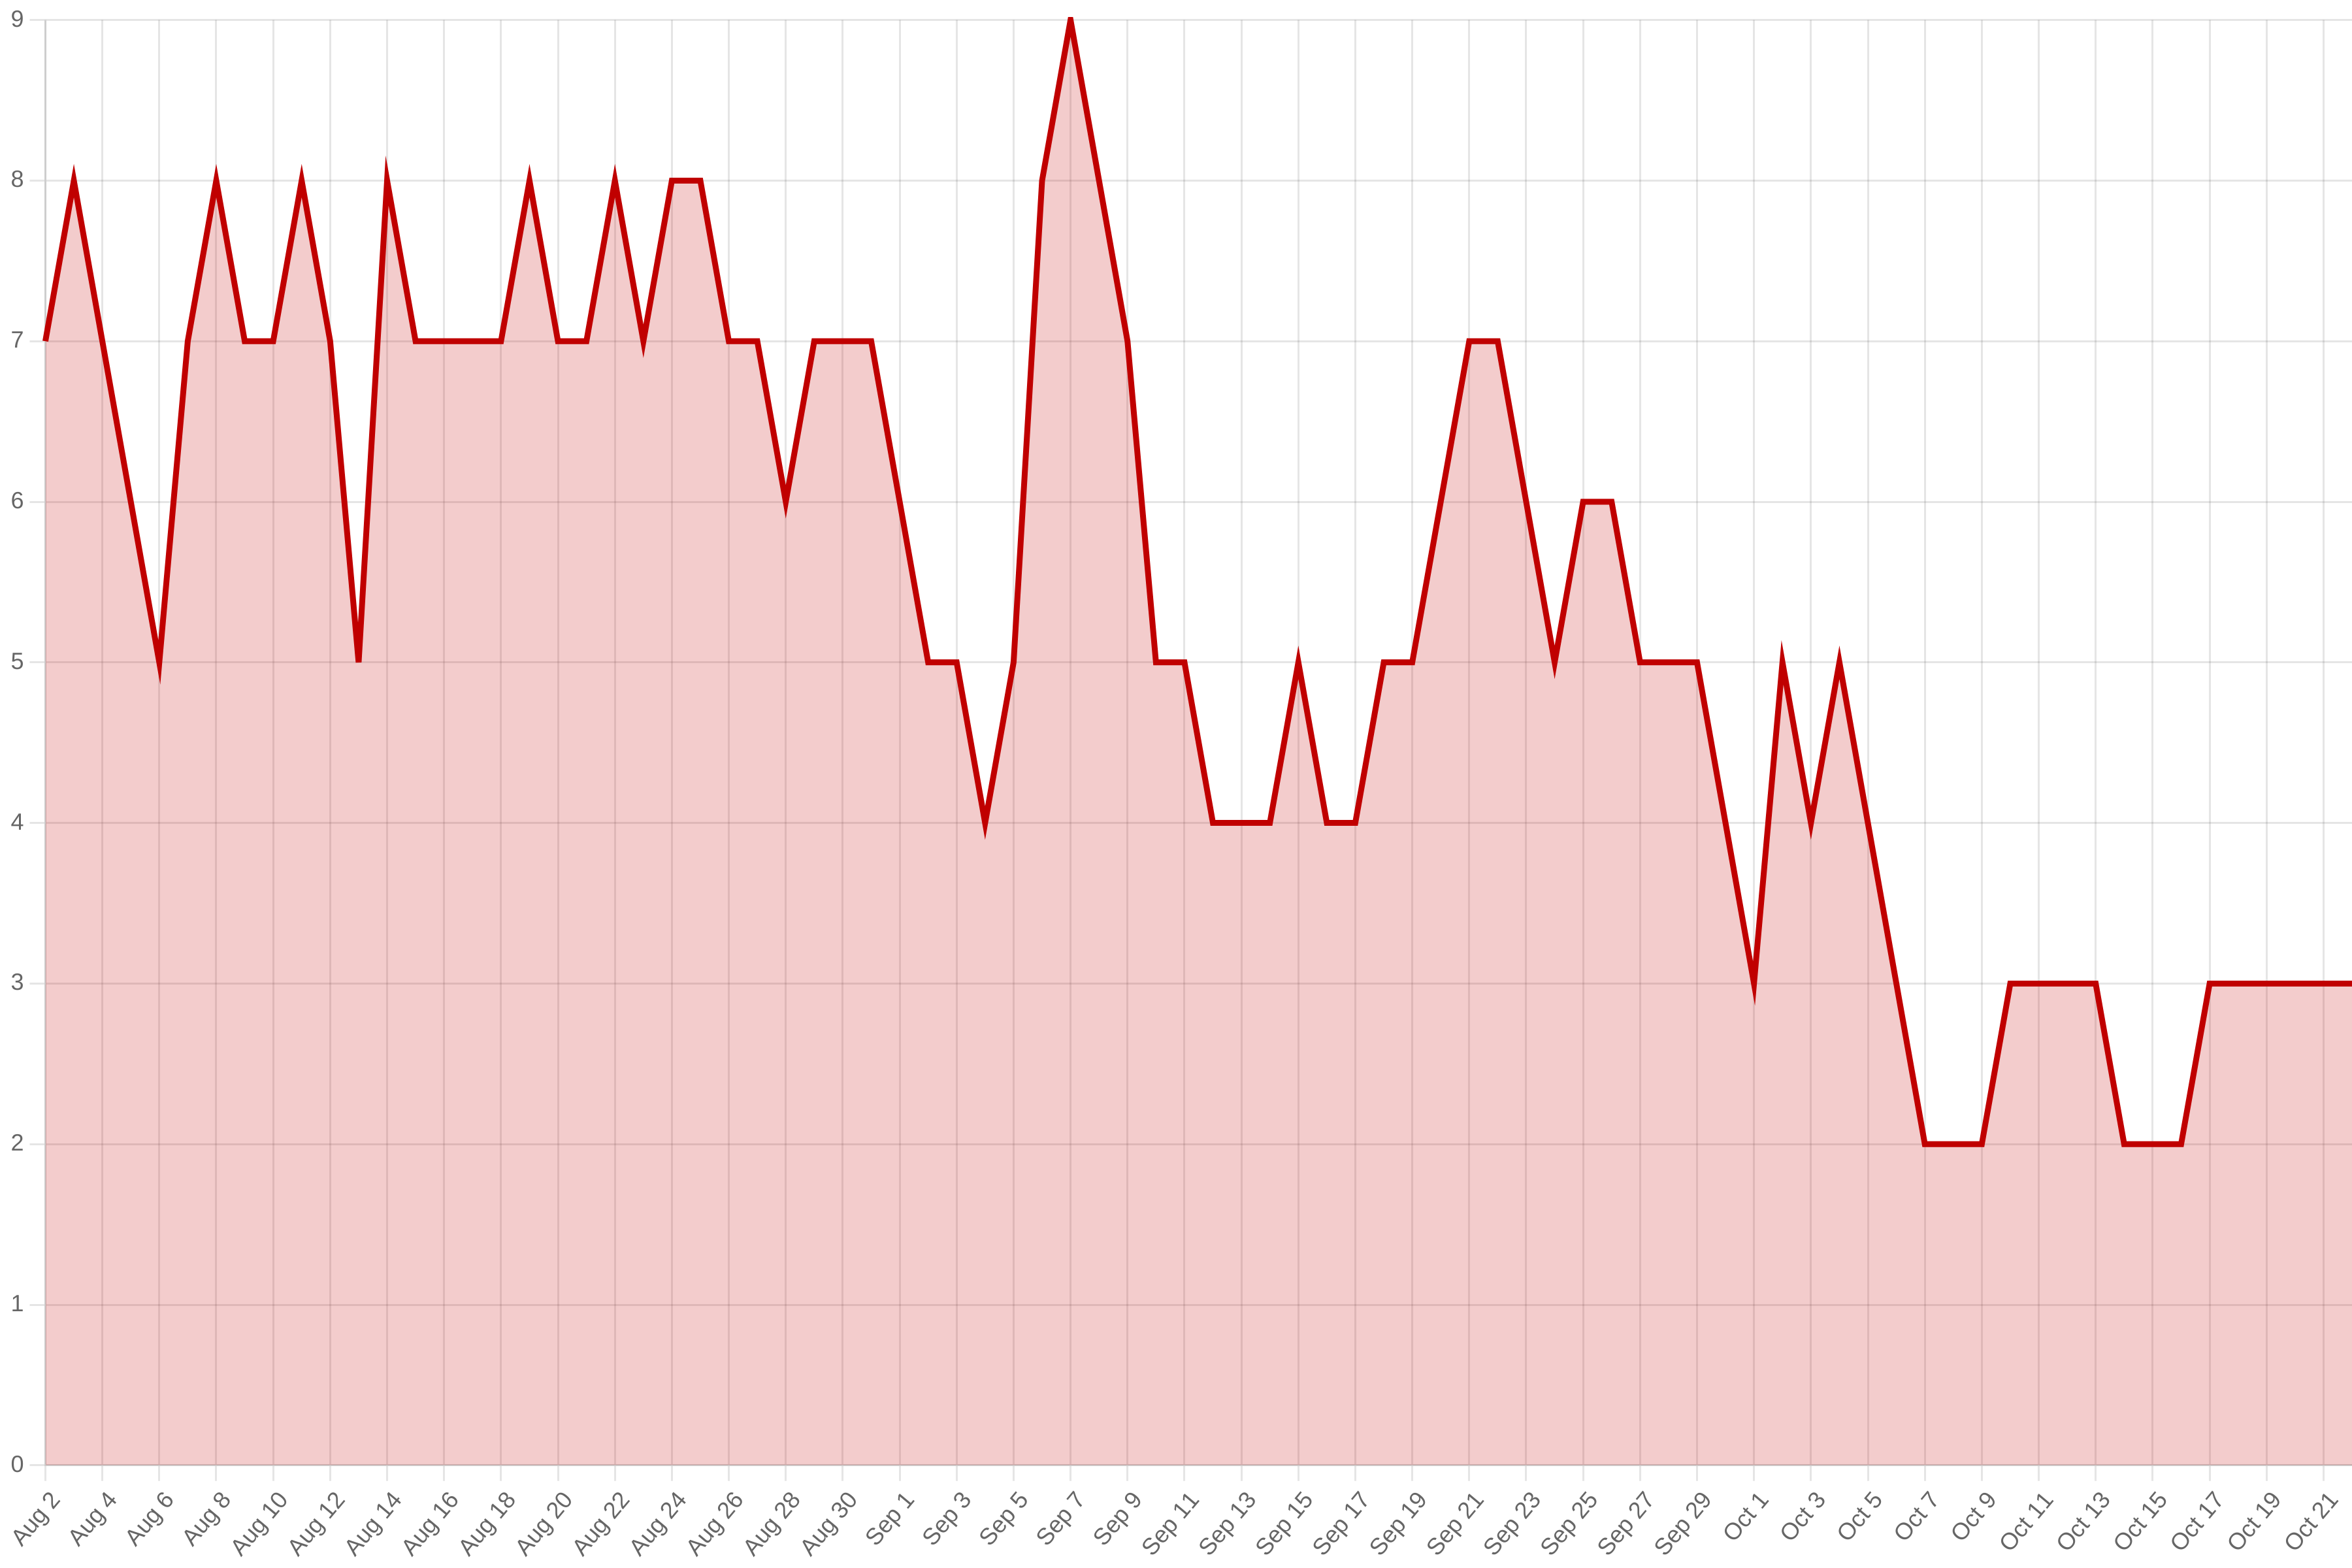 9
8
7
6
5
4
3
2
1
0
Aug 2
Aug 4
Aug 6
Aug 8
Aug 10
Aug 12
Aug 14
Aug 16
Aug 18
Aug 20
Aug 22
Aug 24
Aug 26
Aug 28
Aug 30
Sep 1
Sep 3
Sep 5
Sep 7
Sep 9
Sep 11
Sep 13
Sep 15
Sep 17
Sep 19
Sep 21
Sep 23
Sep 25
Sep 27
Sep 29
Oct 1
Oct 3
Oct 5
Oct 7
Oct 9
Oct 11
Oct 13
Oct 15
Oct 17
Oct 19
Oct 21